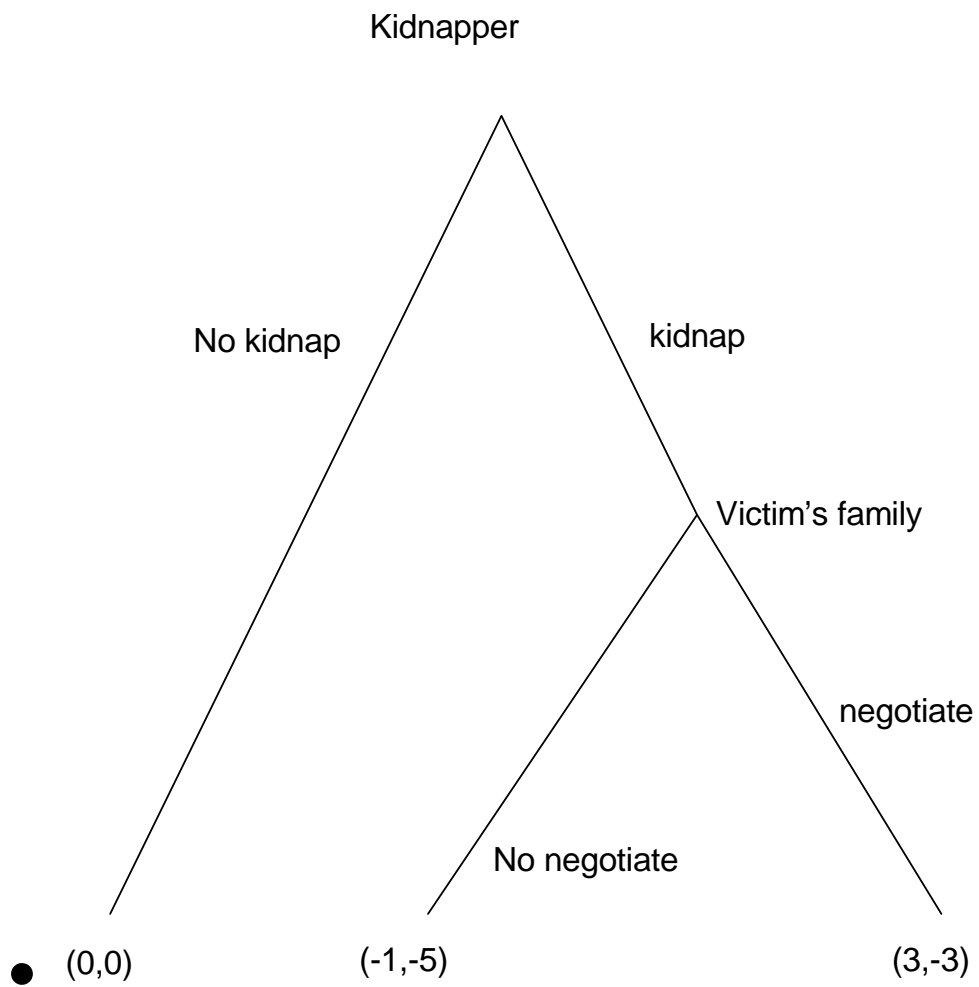 Kidnapper
No kidnap
kidnap
Victim's family
negotiate
No negotiate
(0,0)
(-1,-5)
(3,-3)